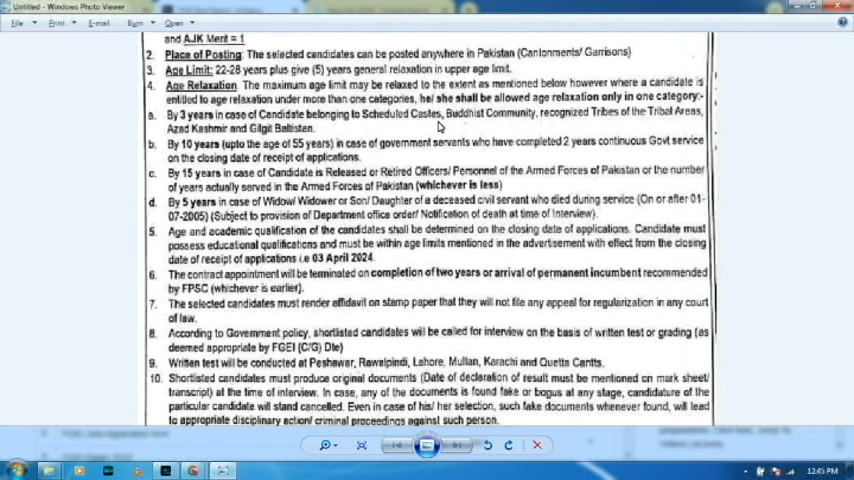 Untitled - Windows Photo Viewer
File Print E-mail Burn Open
and AJK Merit = 1
2. Place of Posting: The selected candidates can be posted anywhere in Pakistan (Cantonments/ Garrisons)
3. Age Limit: 22-28 years plus give (5) years general relaxation in upper age limit.
4. Age Relaxation: The maximum age limit may be relaxed to the extent as mentioned below however where a candidate is
entitled to age relaxation under more than one categories, he/ she shall be allowed age relaxation only in one category:-
a. By 3 years in case of Candidate belonging to Scheduled Castes, Buddhist Community, recognized Tribes of the Tribal Areas,
Azad Kashmir and Gilgit Baltistan.
b. By 10 years (upto the age of 55 years) in case of government servants who have completed 2 years continuous Govt service
on the closing date of receipt of applications.
c. By 15 years in case of Candidate is Released or Retired Officers/ Personnel of the Armed Forces of Pakistan or the number
of years actually served in the Armed Forces of Pakistan (whichever is less)
d. By 5 years in case of Widow/ Widower or Son/ Daughter of a deceased civil servant who died during service (On or after 01-
07-2005) (Subject to provision of Department office order/ Notification of death at time of Interview).
5. Age and academic qualification of the candidates shall be determined on the closing date of applications. Candidate must
possess educational qualifications and must be within age limits mentioned in the advertisement with effect from the closing
date of receipt of applications i.e 03 April 2024
6. The contract appointment will be terminated on completion of two years or arrival of permanent incumbent recommended
by FPSC (whichever is earlier).
7. The selected candidates must render affidavit on stamp paper that they will not file any appeal for regularization in any court
of law.
8. According to Government policy, shortlisted candidates will be called for interview on the basis of written test or grading (as
deemed appropriate by FGEI (C/G) Dte)
9. Written test will be conducted at Peshawar, Rawalpindi, Lahore, Multan, Karachi and Quetta Cantts.
10. Shortlisted candidates must produce original documents (Date of declaration of result must be mentioned on mark sheet/
transcript) at the time of interview. In case, any of the documents is found fake or bogus at any stage, candidature of the
particular candidate will stand cancelled. Even in case of his/ her selection, such fake documents whenever found, will lead
to appropriate disciplinary action/ criminal proceedings against such person.
12:45 PM